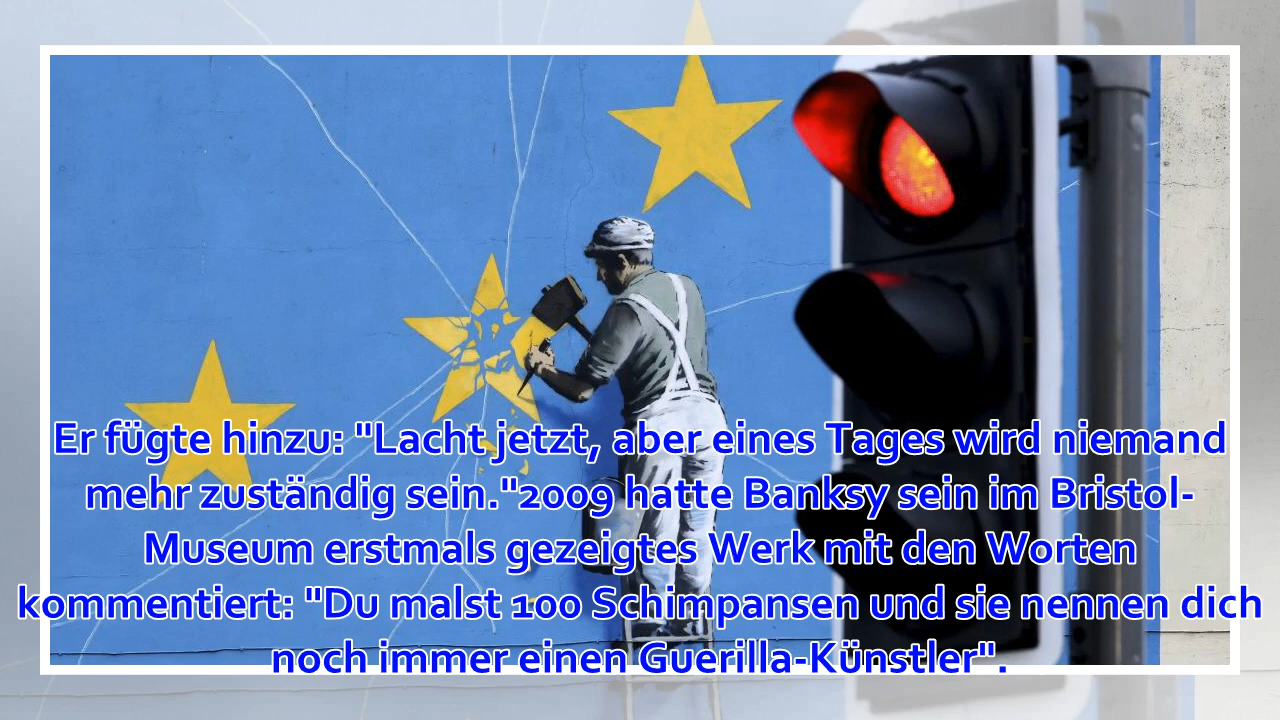 Er fügte hinzu: "Lacht jetzt, aber eines Tages wird niemand
mehr zuständig sein."2009 hatte Banksy sein im Bristol-
Museum erstmals gezeigtes Werk mit den Worten
kommentiert: "Du malst 100 Schimpansen und sie nennen dich
noch immer einen Guerilla-Künstler".